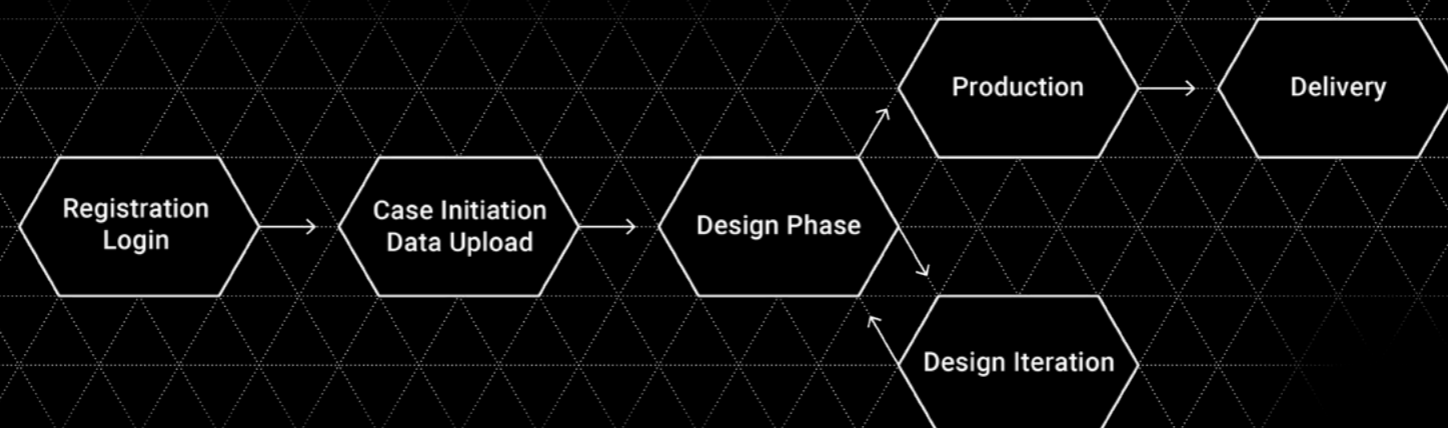 Registration
Login
Case Initiation
Data Upload
Design Phase
Production
Delivery
Design Iteration